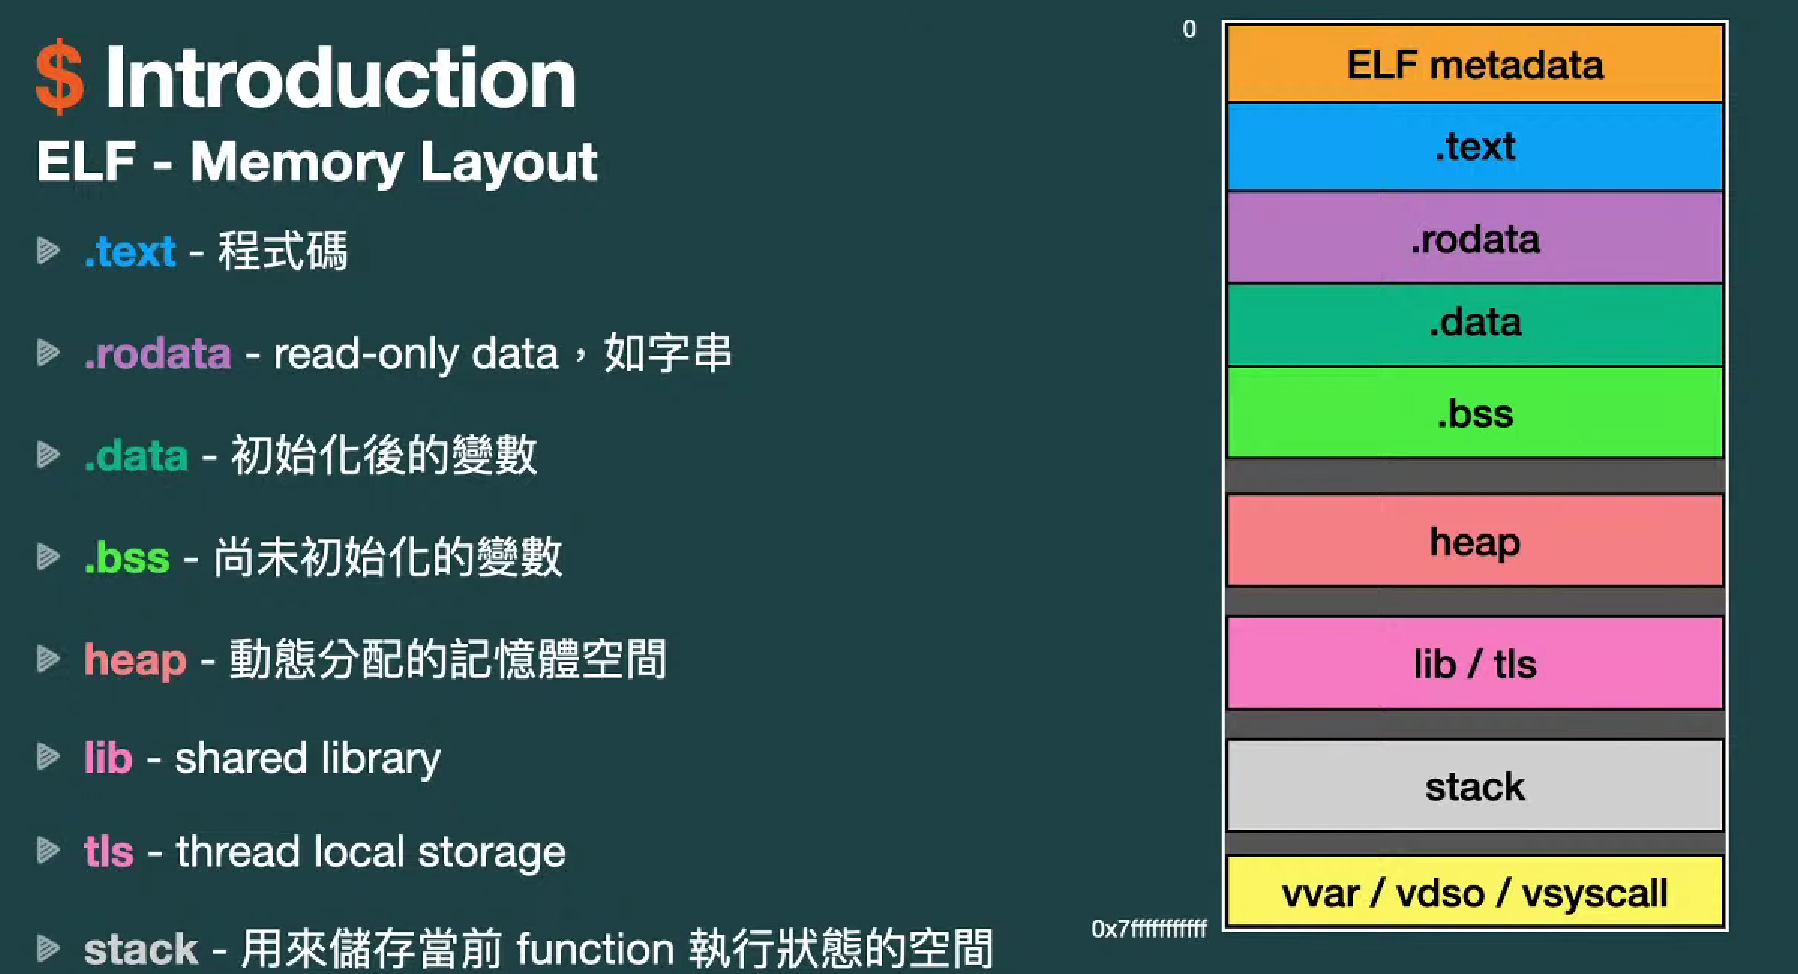 $ Introduction
ELF - Memory Layout
.text - 程式碼
.rodata - read-only data，如字串
.data - 初始化後的變數
.bss - 尚未初始化的變數
heap - 動態分配的記憶體空間
lib - shared library
tls - thread local storage
stack - 用來儲存當前 function 執行狀態的空間
0
ELF metadata
.text
.rodata
.data
.bss
heap
lib / tls
stack
vvar / vdso / vsyscall
0x7fffffffffff